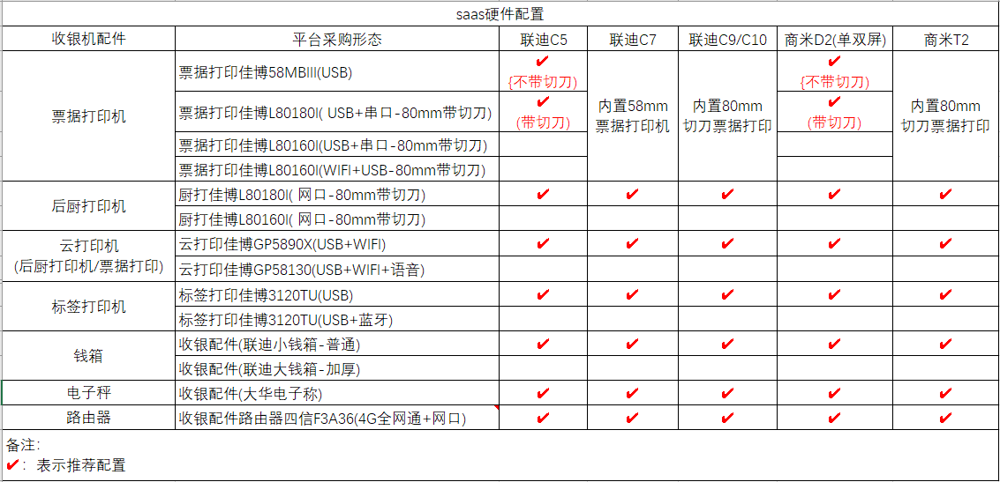 saas硬件配置
收银机配件 平台采购形态 联迪C5 联迪C7 联迪C9/C10 商米D2(单双屏) 商米T2
票据打印机
票据打印佳博58MBIII(USB) ✔ ✔
{不带切刀) {不带切刀)
票据打印佳博L80180I( USB+串口-80mm带切刀) ✔ ✔
(带切刀) (带切刀)
内置58mm
票据打印机
内置80mm
切刀票据打印
内置80mm
切刀票据打印
票据打印佳博L80160I(USB+串口-80mm带切刀)
票据打印佳博L80160I(WIFI+USB-80mm带切刀)
后厨打印机
厨打佳博L80180I( 网口-80mm带切刀) ✔ ✔ ✔ ✔ ✔
厨打佳博L80160I( 网口-80mm带切刀)
云打印机
(后厨打印机/票据打印)
云打印佳博GP5890X(USB+WIFI) ✔ ✔ ✔ ✔ ✔
云打印佳博GP58130(USB+WIFI+语音)
标签打印机
标签打印佳博3120TU(USB) ✔ ✔ ✔ ✔ ✔
标签打印佳博3120TU(USB+蓝牙)
钱箱
收银配件(联迪小钱箱-普通) ✔ ✔ ✔ ✔ ✔
收银配件(联迪大钱箱-加厚)
电子秤 收银配件(大华电子称) ✔ ✔ ✔ ✔ ✔
路由器 收银配件路由器四信F3A36(4G全网通+网口) ✔ ✔ ✔ ✔ ✔
备注：
✔：表示推荐配置